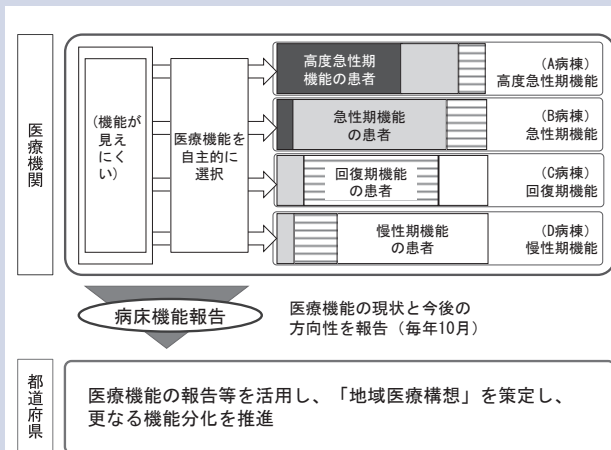 医療機関
(機能が
見え
にくい)
医療機能を
自主的に
選択
高度急性期
機能の患者
(A病棟)
高度急性期機能
急性期機能
の患者
(B病棟)
急性期機能
回復期機能
の患者
(C病棟)
回復期機能
慢性期機能
の患者
(D病棟)
慢性期機能
病床機能報告
医療機能の現状と今後の
方向性を報告(毎年10月)
都道府県
医療機能の報告等を活用し、「地域医療構想」を策定し、
更なる機能分化を推進